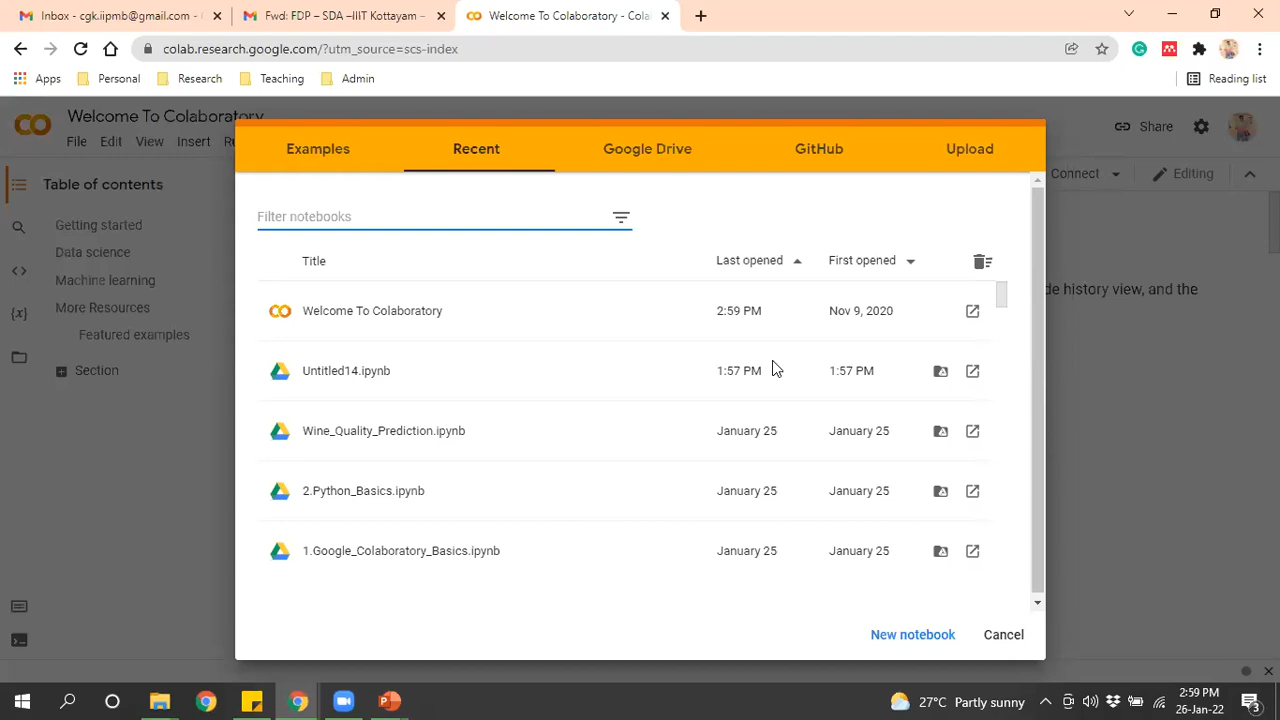 Inbox - cgk.iipmb@gmail.com - G
Fwd: FDP – SDA –IIIT Kottayam –
Welcome To Colaboratory - Cola
colab.research.google.com/?utm_source=scs-index
Apps
Personal
Research
Teaching
Admin
Reading list
Welcome To Colaboratory
File
Edit
View
Insert
Ru
Share
Connect
Editing
Table of contents
Getting started
Data science
Machine learning
More Resources
Featured examples
Section
de history view, and the
Examples
Recent
Google Drive
GitHub
Upload
Filter notebooks
Title
Last opened
First opened
Welcome To Colaboratory
2:59 PM
Nov 9, 2020
Untitled14.ipynb
1:57 PM
1:57 PM
Wine_Quality_Prediction.ipynb
January 25
January 25
2.Python_Basics.ipynb
January 25
January 25
1.Google_Colaboratory_Basics.ipynb
January 25
January 25
New notebook
Cancel
27°C Partly sunny
2:59 PM
26-Jan-22
3